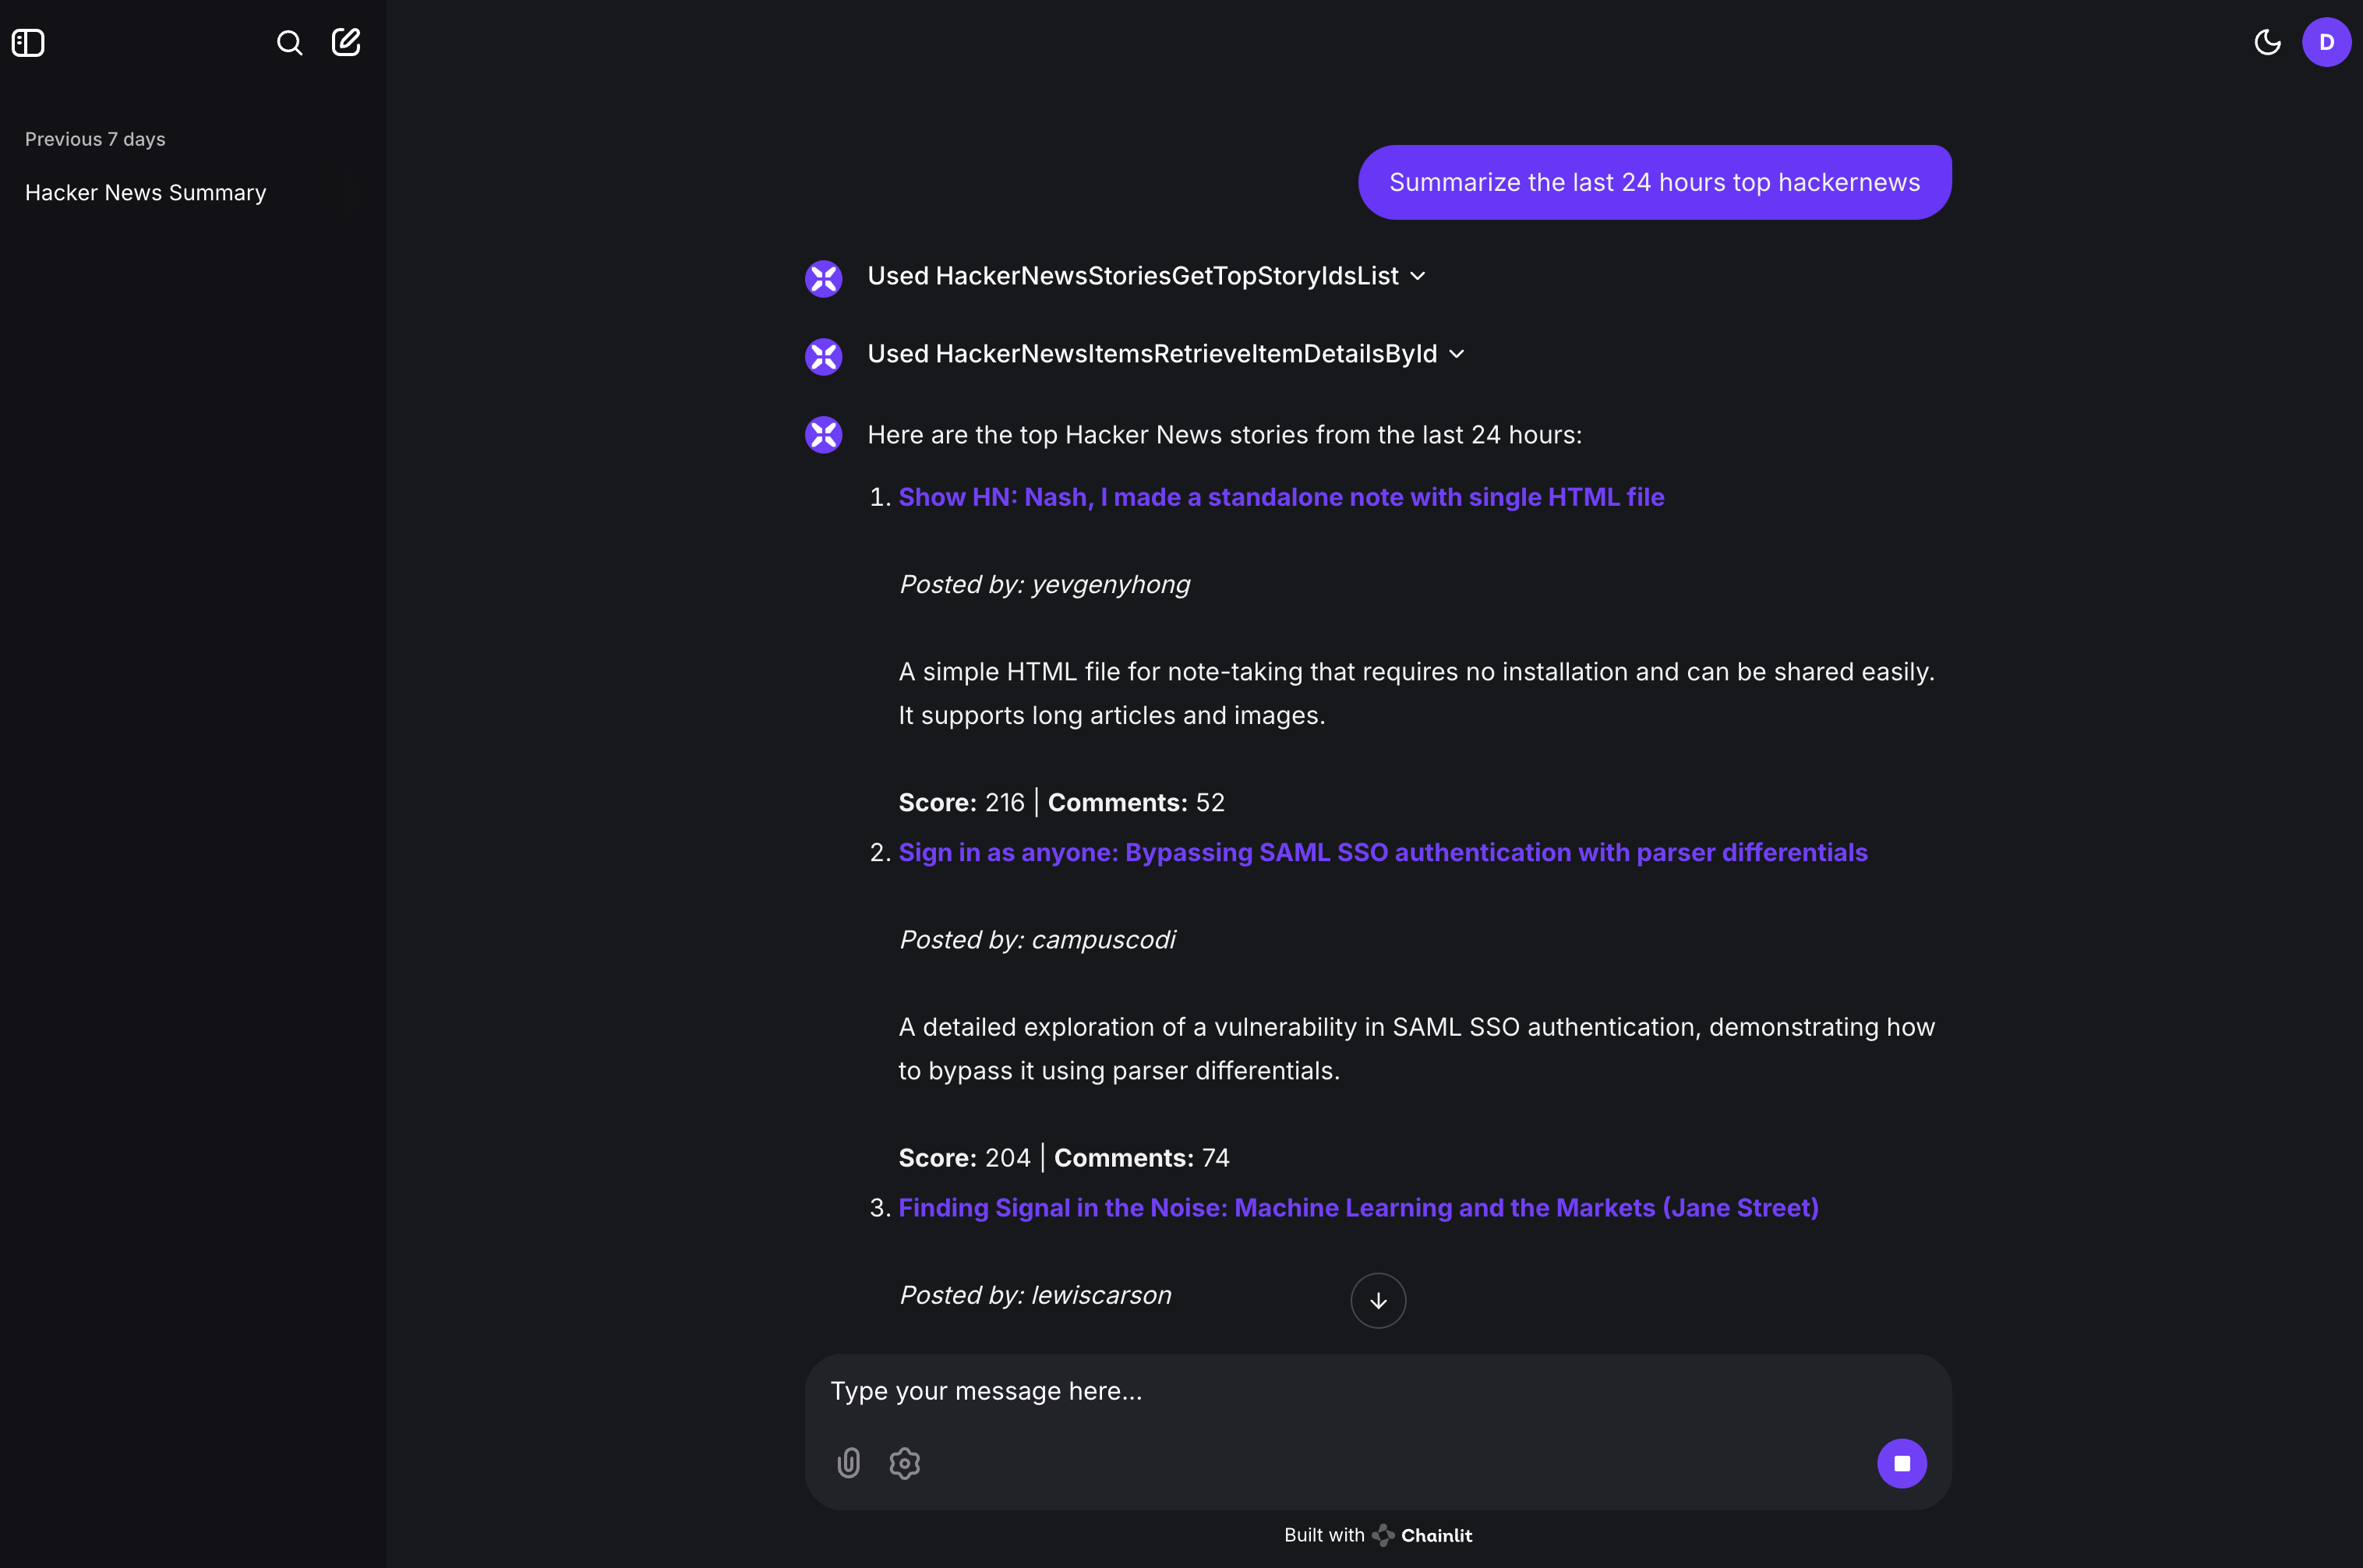 D
Previous 7 days
Hacker News Summary
Summarize the last 24 hours top hackernews
Used HackerNewsStoriesGetTopStoryIdsList
Used HackerNewsItemsRetrieveItemDetailsById
Here are the top Hacker News stories from the last 24 hours:
1. Show HN: Nash, I made a standalone note with single HTML file
Posted by: yevgenyhong
A simple HTML file for note-taking that requires no installation and can be shared easily.
It supports long articles and images.
Score: 216 | Comments: 52
2. Sign in as anyone: Bypassing SAML SSO authentication with parser differentials
Posted by: campuscodi
A detailed exploration of a vulnerability in SAML SSO authentication, demonstrating how
to bypass it using parser differentials.
Score: 204 | Comments: 74
3. Finding Signal in the Noise: Machine Learning and the Markets (Jane Street)
Posted by: lewiscarson
Type your message here...
Built with Chainlit